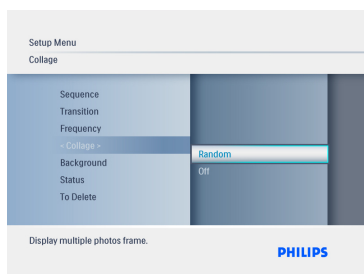 Setup Menu
Collage
Sequence
Transition
Frequency
< Collage >
Background
Status
To Delete
Random
Off
Display multiple photos frame.
PHILIPS